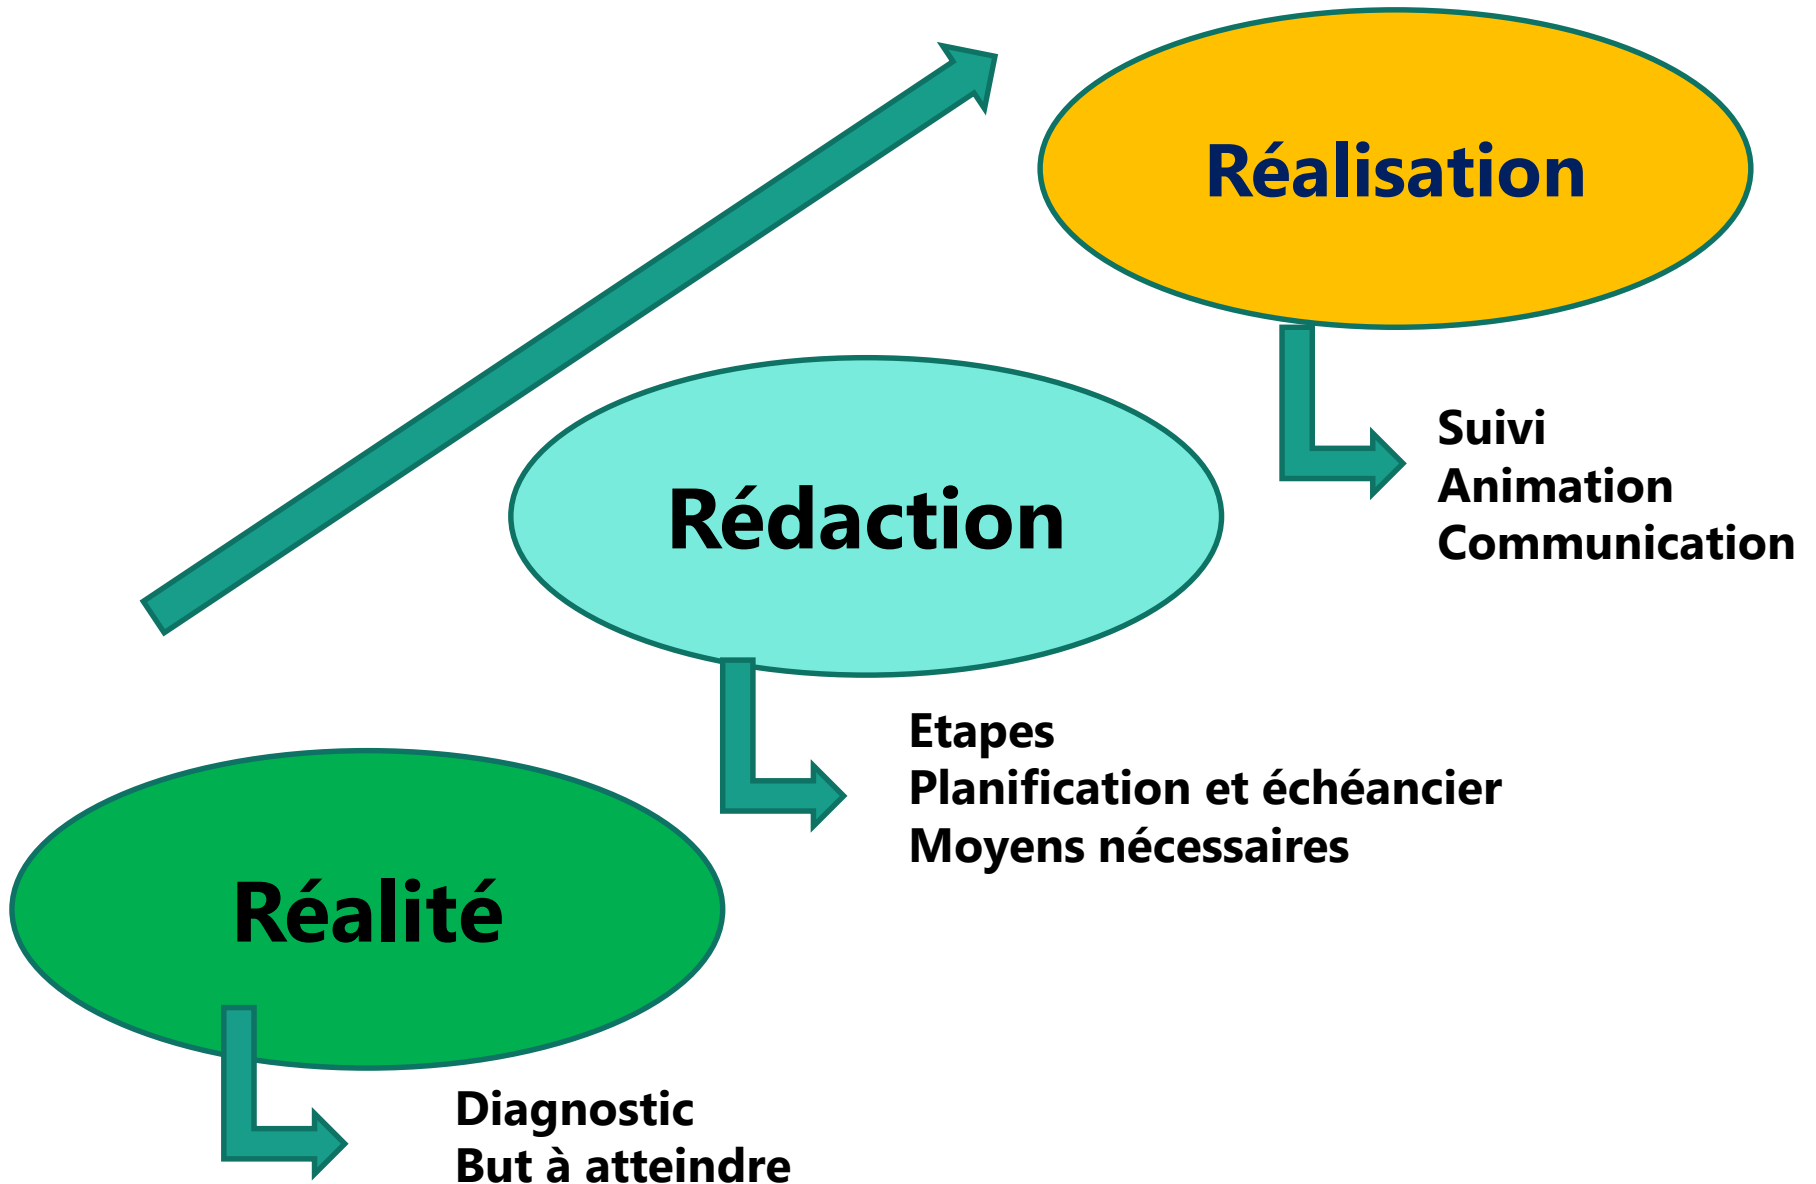 Réalisation
Suivi
Animation
Communication
Rédaction
Etapes
Planification et échéancier
Moyens nécessaires
Réalité
Diagnostic
But à atteindre